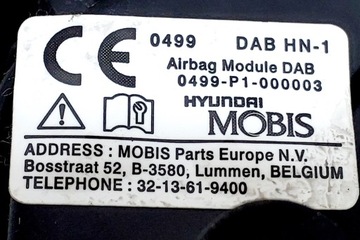 CE 0499 DAB HN-1
Airbag Module DAB
0499-P1-000003
HYUNDAI
MOBIS
ADDRESS : MOBIS Parts Europe N.V.
Bosstraat 52, B-3580, Lummen, BELGIUM
TELEPHONE : 32-13-61-9400